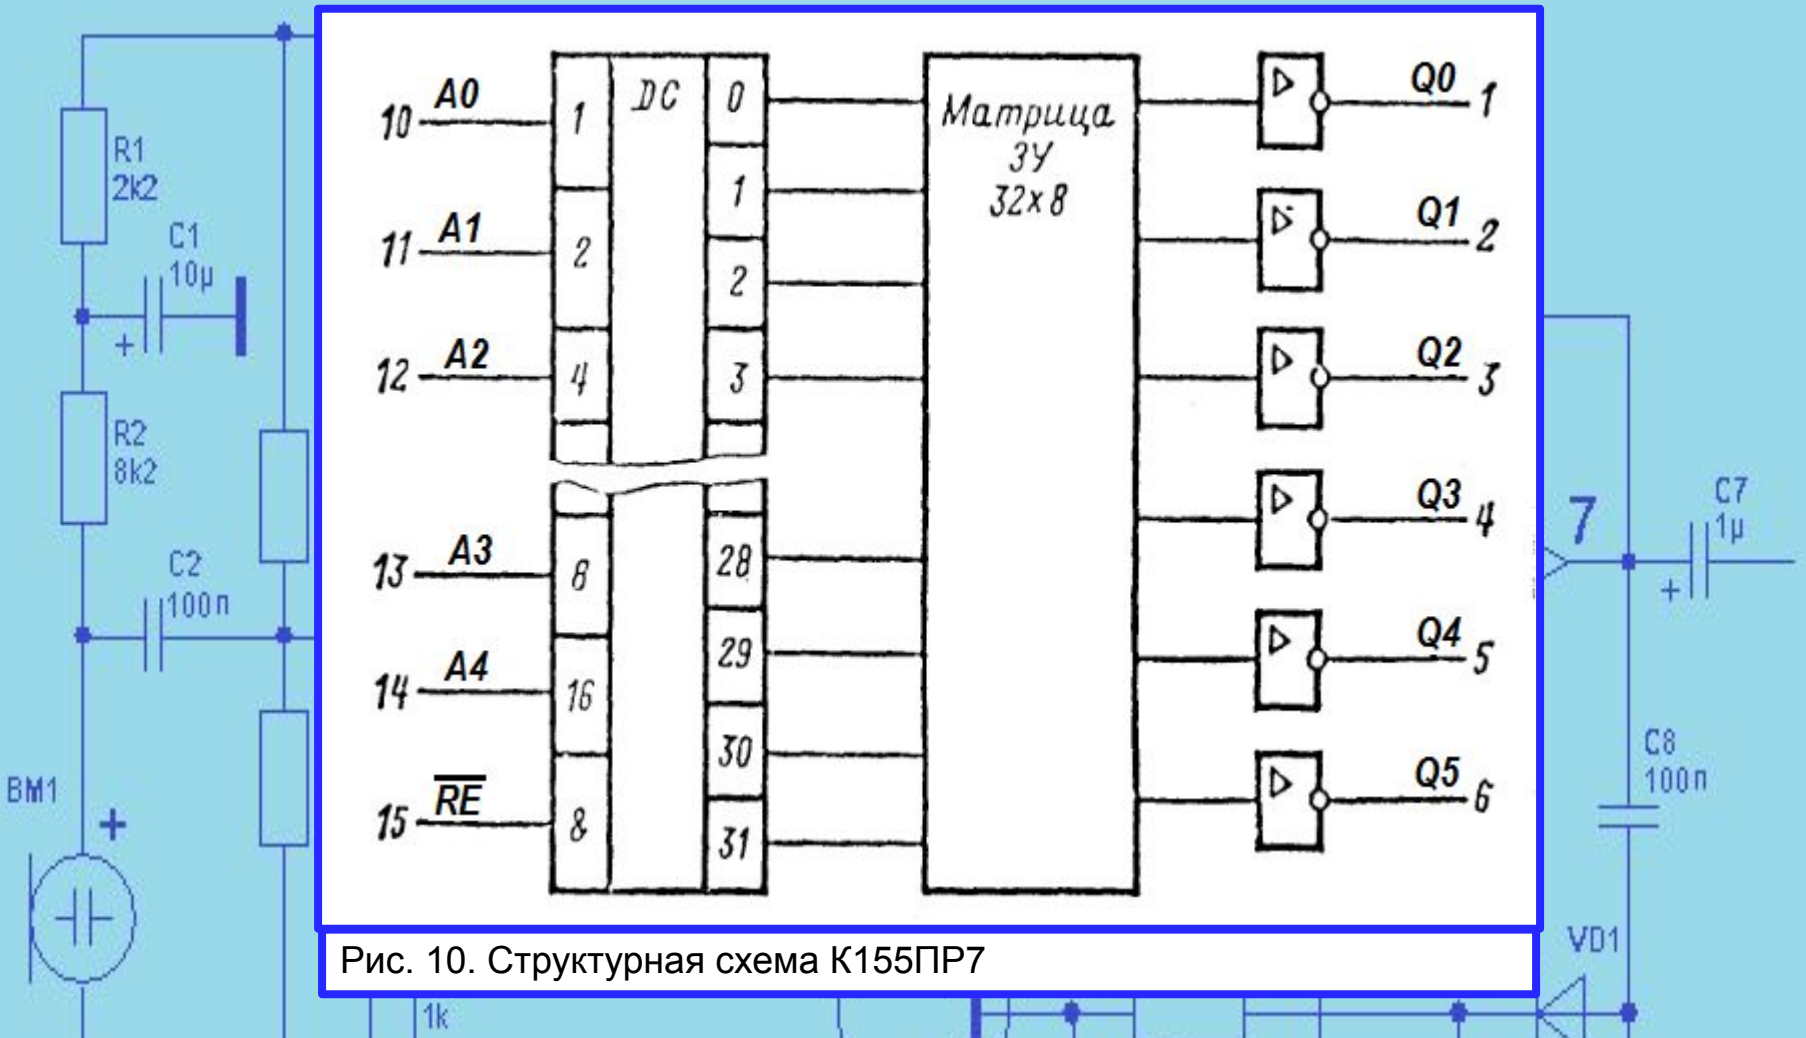 R1
2k2
C1
10µ
+
R2
8k2
C2
100n
BM1
+
1k
10 A0
11 A1
12 A2
13 A3
14 A4
15 RE
1
2
4
8
16
&
DC
0
1
2
3
28
29
30
31
Матрица
ЗУ
32x8
Q0 1
Q1 2
Q2 3
Q3 4
Q4 5
Q5 6
7
C7
1µ
+
C8
100n
VD1
Рис. 10. Структурная схема К155ПР7